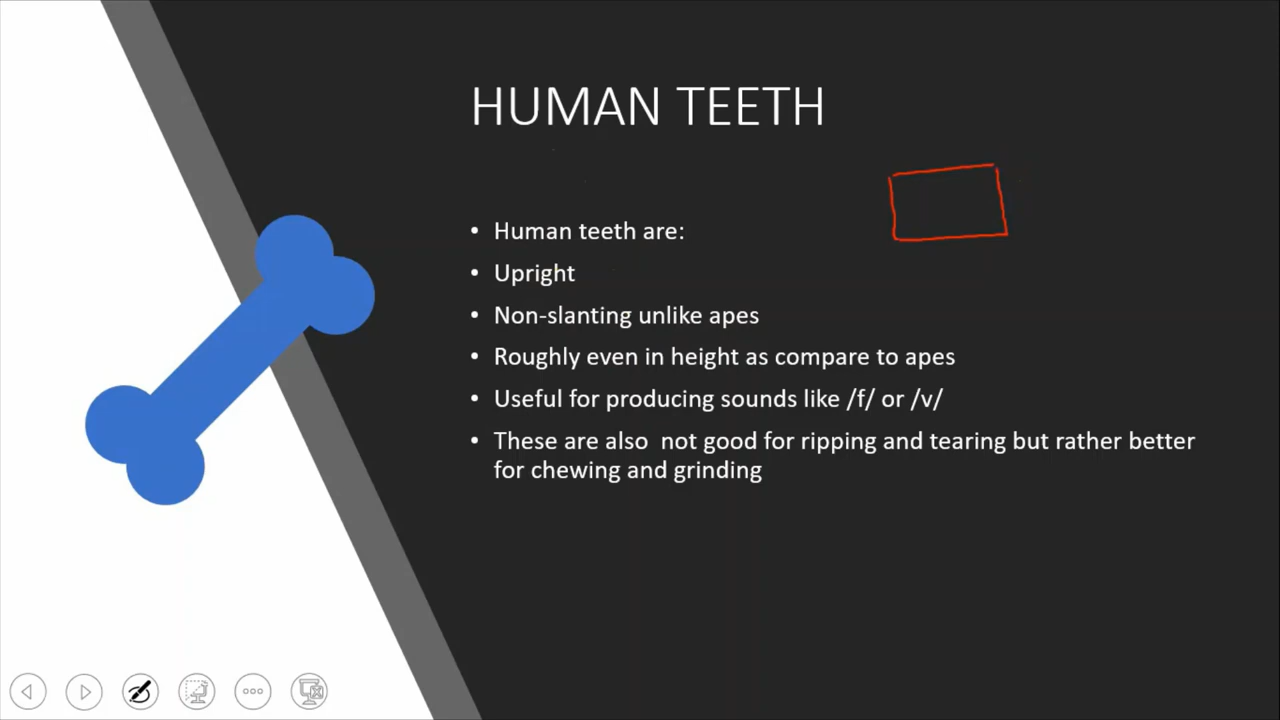 HUMAN TEETH
• Human teeth are:
• Upright
• Non-slanting unlike apes
• Roughly even in height as compare to apes
• Useful for producing sounds like /f/ or /v/
• These are also  not good for ripping and tearing but rather better
for chewing and grinding